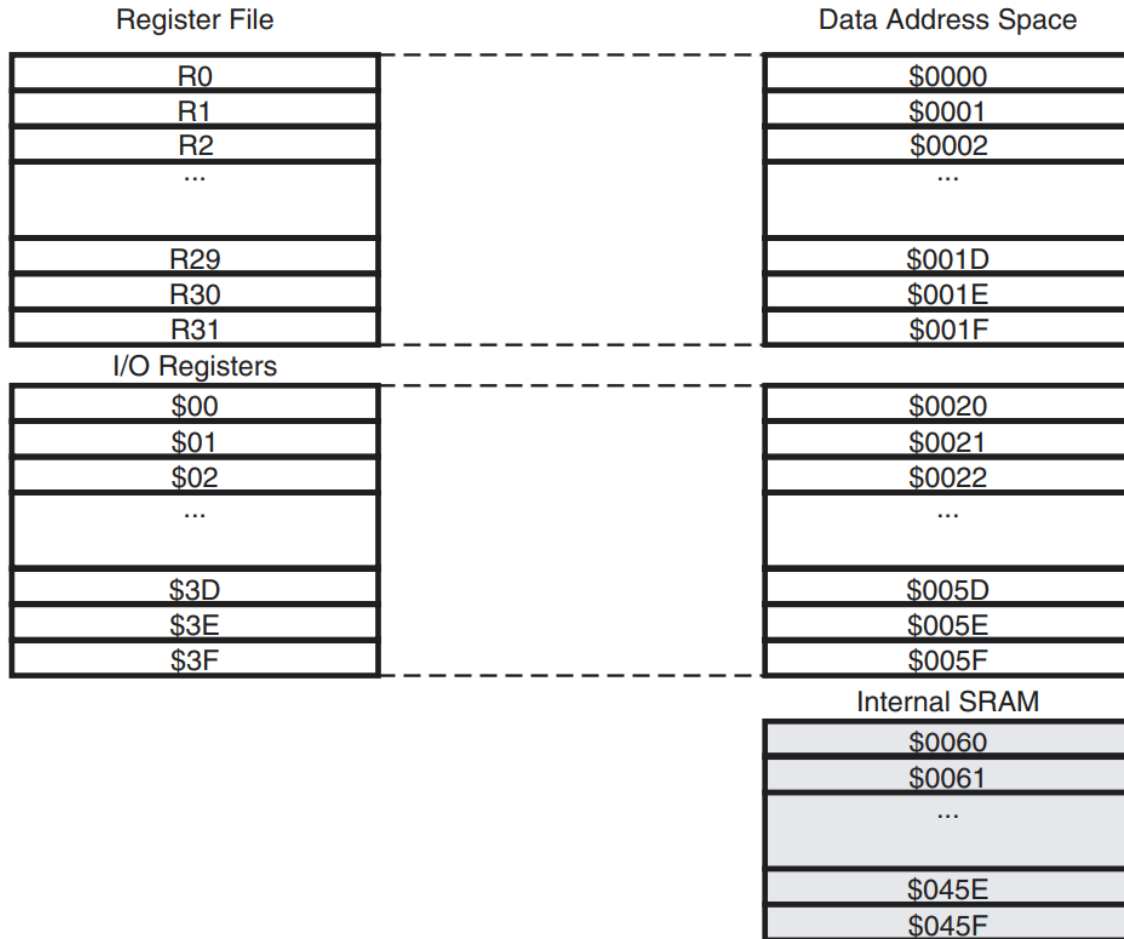 Register File
Data Address Space
R0
$0000
R1
$0001
R2
$0002
...
...
R29
$001D
R30
$001E
R31
$001F
I/O Registers
$00
$0020
$01
$0021
$02
$0022
...
...
$3D
$005D
$3E
$005E
$3F
$005F
Internal SRAM
$0060
$0061
...
$045E
$045F